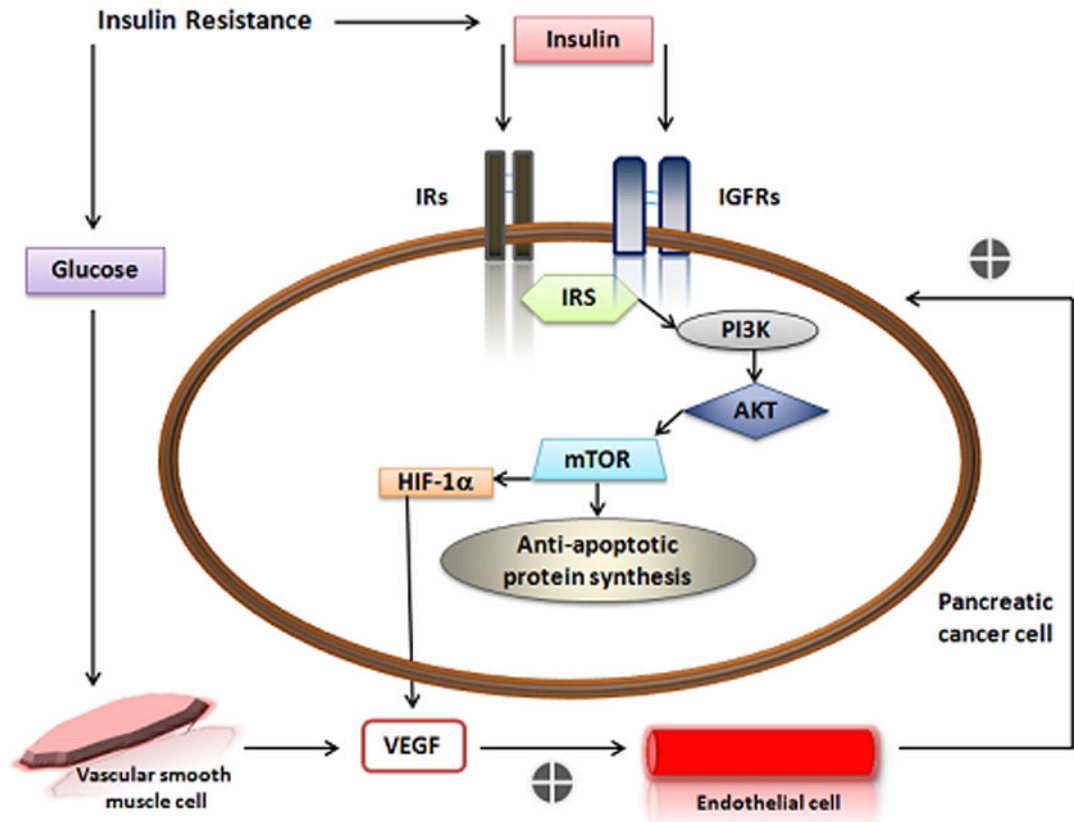 Insulin Resistance
Insulin
IRs
IGFRs
Glucose
IRS
PI3K
AKT
mTOR
HIF-1α
Anti-apoptotic
protein synthesis
Pancreatic
cancer cell
VEGF
Vascular smooth
muscle cell
Endothelial cell